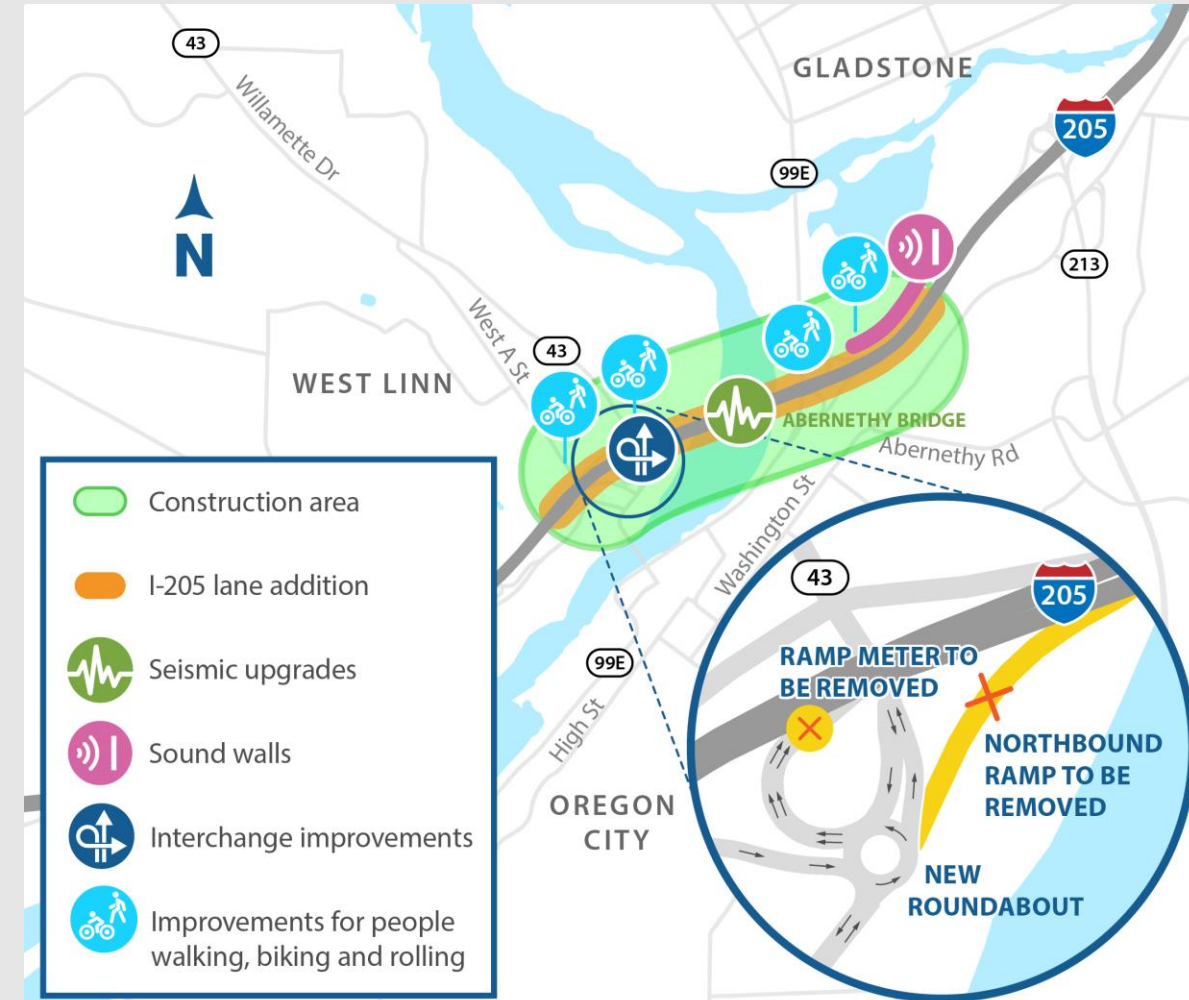 43
Willamette Dr
GLADSTONE
205
99E
N
213
West A St
43
WEST LINN
ABERNETHY BRIDGE
Abernethy Rd
Washington St
99E
High St
OREGON
CITY
Construction area
I-205 lane addition
Seismic upgrades
Sound walls
Interchange improvements
Improvements for people
walking, biking and rolling
43
205
RAMP METER TO
BE REMOVED
NORTHBOUND
RAMP TO BE
REMOVED
NEW
ROUNDABOUT